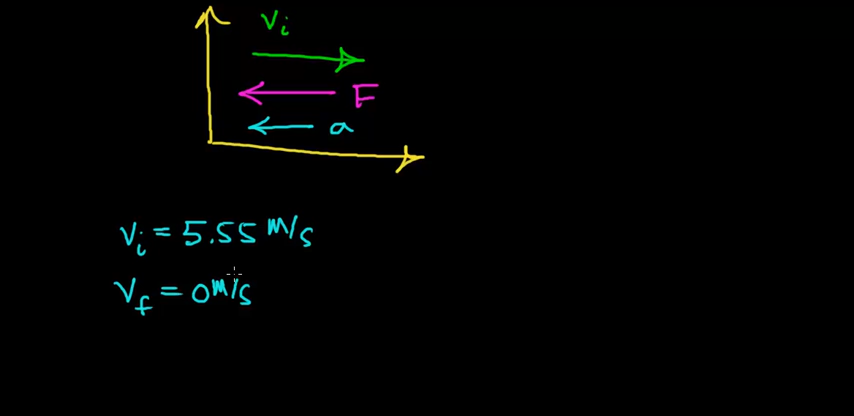 vi
F
a
vi = 5.55 m/s
vf = 0 m/s